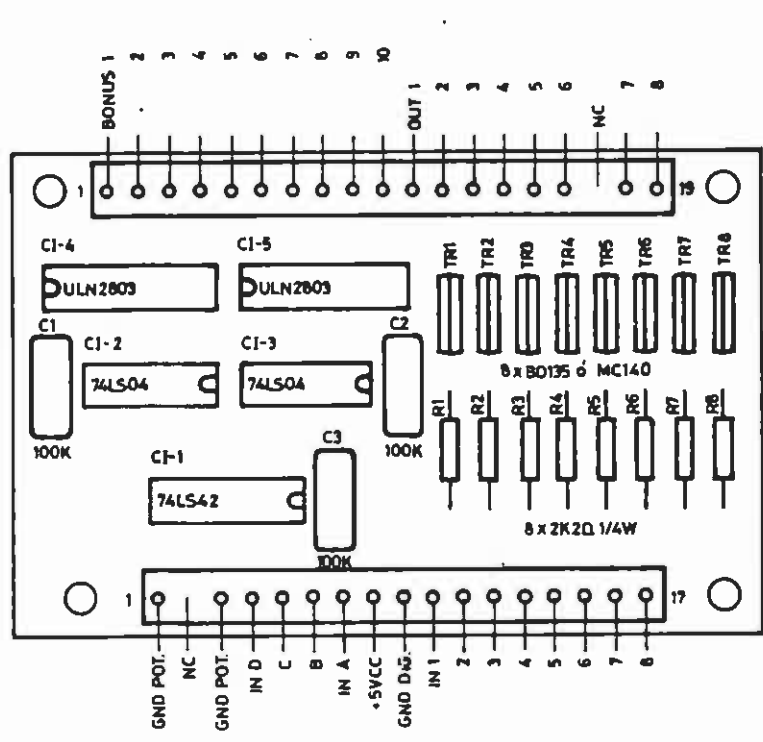 BONUS 1
2
3
4
5
6
7
8
9
10
OUT 1
2
3
4
5
6
NC
7
8
1
19
CI-4
CI-5
ULN2803
ULN2803
TR1
TR2
TR3
TR4
TR5
TR6
TR7
TR8
C1
C2
CI-2
CI-3
74LS04
74LS04
8 x BD135 ó MC140
R1
R2
R3
R4
R5
R6
R7
R8
100K
100K
C3
CI-1
74LS42
8 x 2K2Ω 1/4W
100K
1
17
GND POT.
NC
GND POT.
IN D
C
B
IN A
+5VCC
GND DIG.
IN 1
2
3
4
5
6
7
8